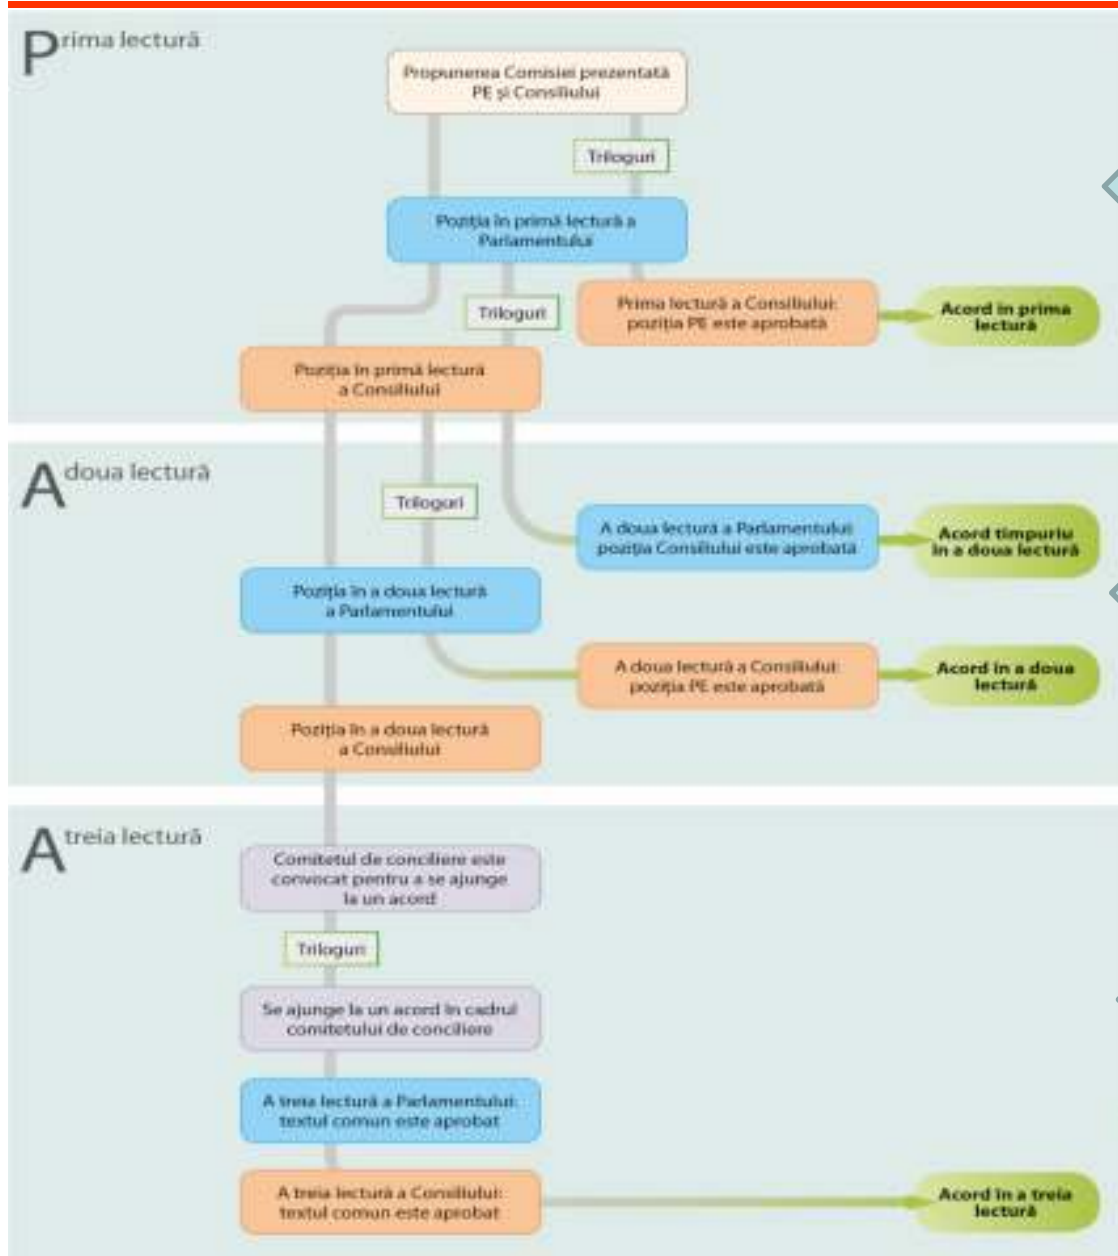 Prima lectură
Propunerea Comisiei prezentată
PE și Consiliului
Triloguri
Poziția în primă lectură a
Parlamentului
Triloguri
Prima lectură a Consiliului:
poziția PE este aprobată
Acord în prima
lectură
Poziția în primă lectură
a Consiliului
A doua lectură
Triloguri
A doua lectură a Parlamentului:
poziția Consiliului este aprobată
Acord timpuriu
în a doua lectură
Poziția în a doua lectură
a Parlamentului
A doua lectură a Consiliului:
poziția PE este aprobată
Acord în a doua
lectură
Poziția în a doua lectură
a Consiliului
A treia lectură
Comitetul de conciliere este
convocat pentru a se ajunge
la un acord
Triloguri
Se ajunge la un acord în cadrul
comitetului de conciliere
A treia lectură a Parlamentului:
textul comun este aprobat
A treia lectură a Consiliului:
textul comun este aprobat
Acord în a treia
lectură